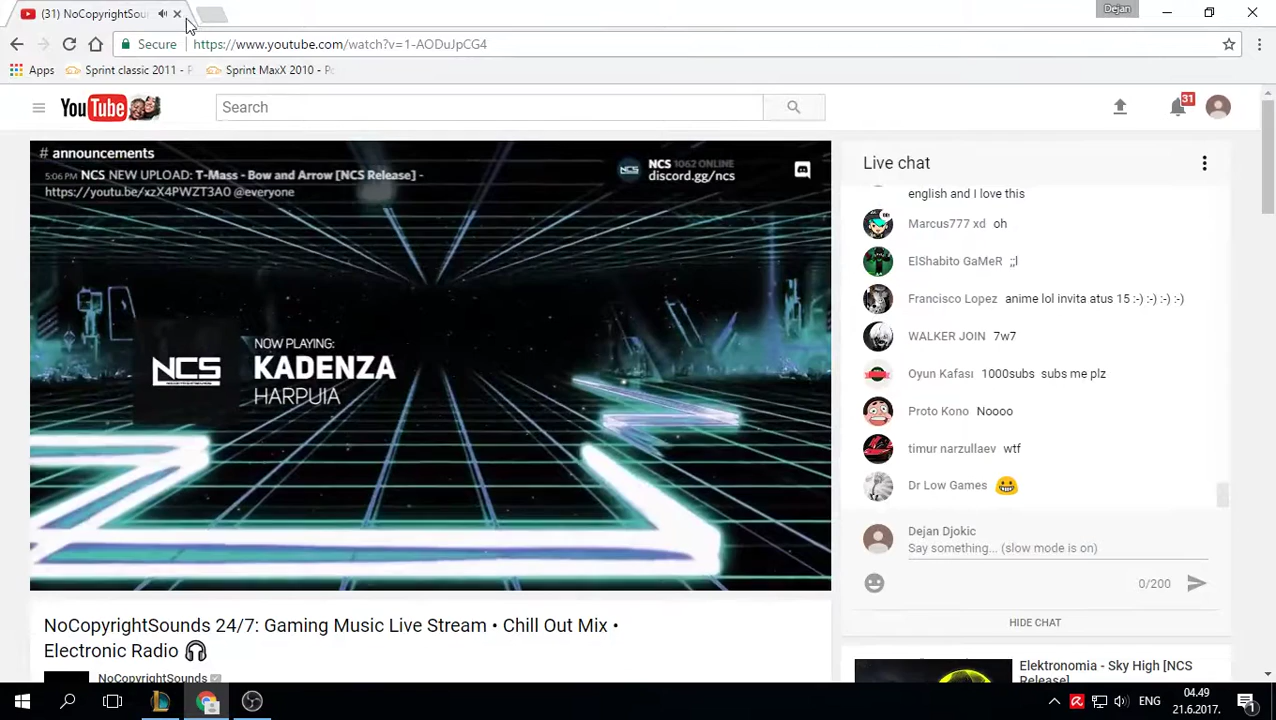 (31) NoCopyrightSou
Dejan
Secure
https://www.youtube.com/watch?v=1-AODuJpCG4
Apps
Sprint classic 2011 - P
Sprint MaxX 2010 - Po
YouTube
Search
31
# announcements
5:06 PM NCS NEW UPLOAD: T-Mass - Bow and Arrow [NCS Release] -
https://youtu.be/xzX4PWZT3A0 @everyone
NCS
NCS 1062 ONLINE
discord.gg/ncs
NCS
NOW PLAYING:
KADENZA
HARPUIA
Live chat
english and I love this
Marcus777 xd oh
ElShabito GaMeR ;;l
Francisco Lopez anime lol invita atus 15 :-) :-) :-) :-)
WALKER JOIN 7w7
Oyun Kafası 1000subs subs me plz
Proto Kono Noooo
timur narzullaev wtf
Dr Low Games
Dejan Djokic
Say something... (slow mode is on)
0/200
HIDE CHAT
NoCopyrightSounds 24/7: Gaming Music Live Stream • Chill Out Mix •
Electronic Radio 🎧
NoCopyrightSounds
Elektronomia - Sky High [NCS
Release]
ENG
04.49
21.6.2017.
1